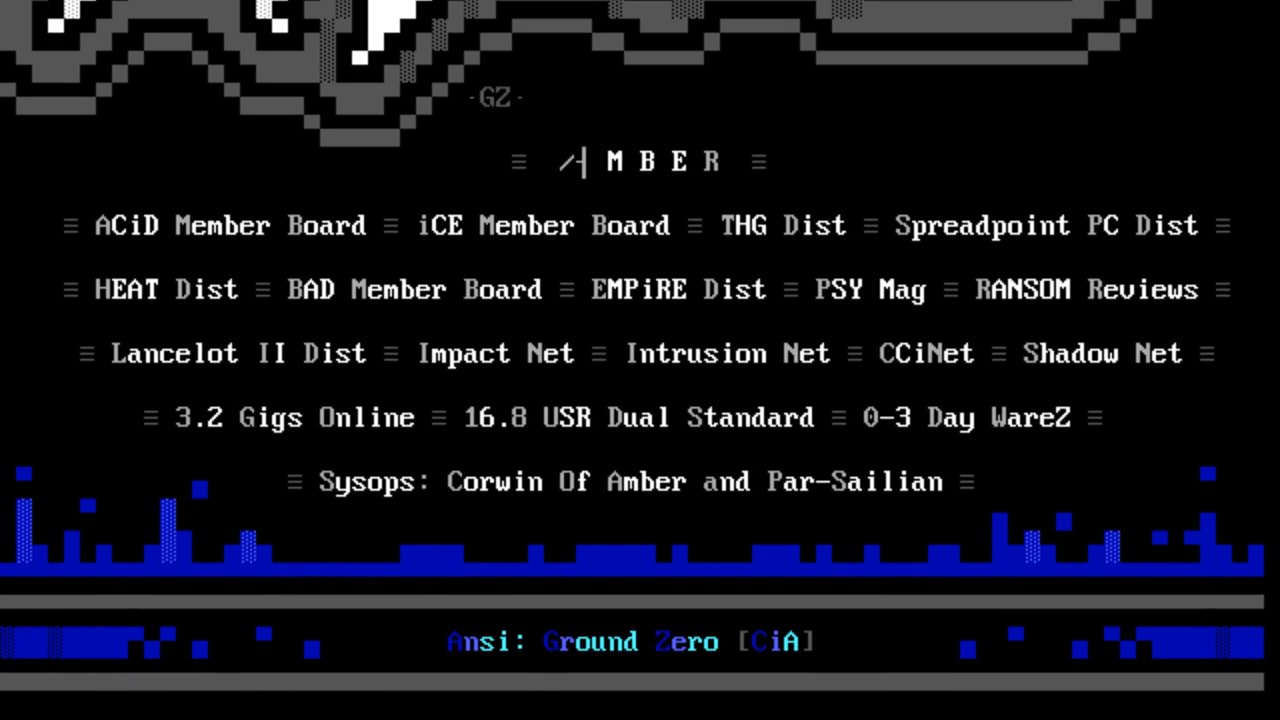 -GZ-
≡ /-| M B E R ≡
≡ ACiD Member Board ≡ iCE Member Board ≡ THG Dist ≡ Spreadpoint PC Dist ≡
≡ HEAT Dist ≡ BAD Member Board ≡ EMPiRE Dist ≡ PSY Mag ≡ RANSOM Reviews ≡
≡ Lancelot II Dist ≡ Impact Net ≡ Intrusion Net ≡ CCiNet ≡ Shadow Net ≡
≡ 3.2 Gigs Online ≡ 16.8 USR Dual Standard ≡ 0-3 Day WareZ ≡
≡ Sysops: Corwin Of Amber and Par-Sailian ≡
Ansi: Ground Zero [CiA]